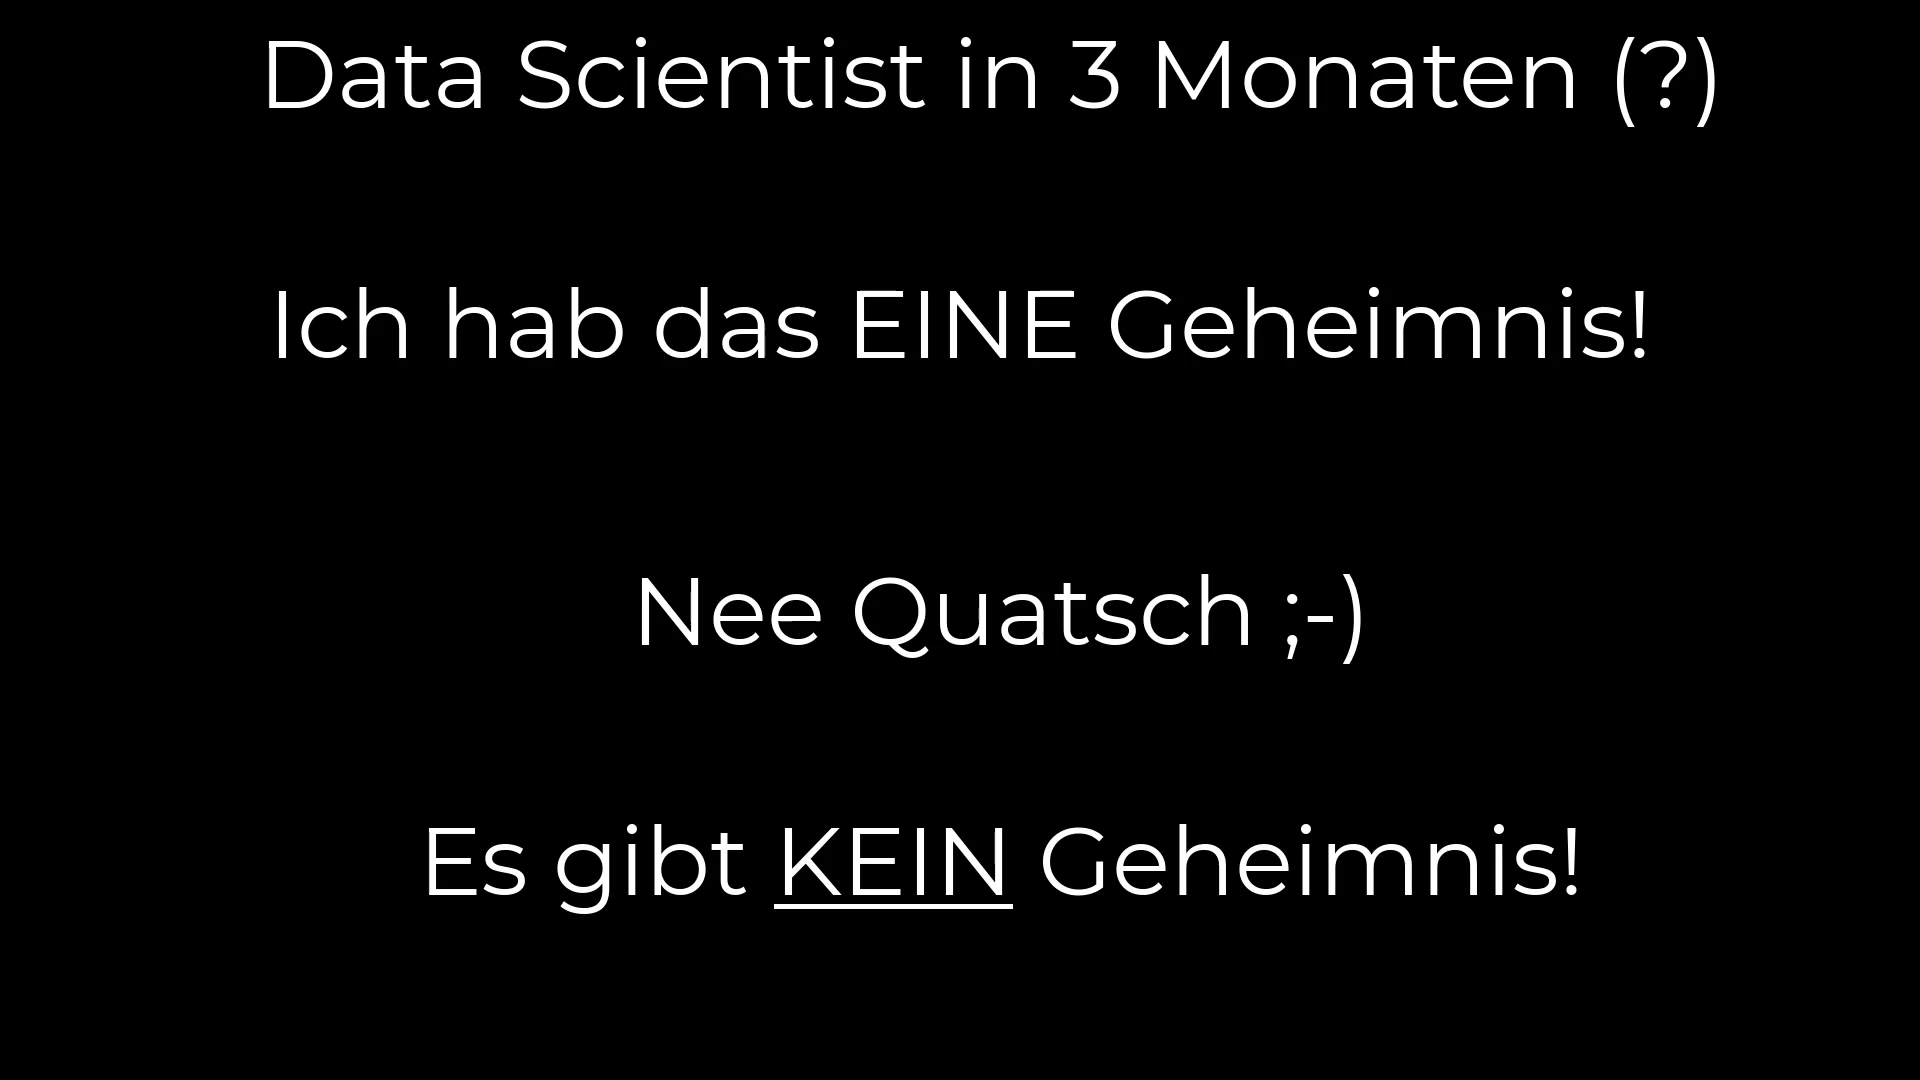 Data Scientist in 3 Monaten (?)
Ich hab das EINE Geheimnis!
Nee Quatsch ;-)
Es gibt KEIN Geheimnis!